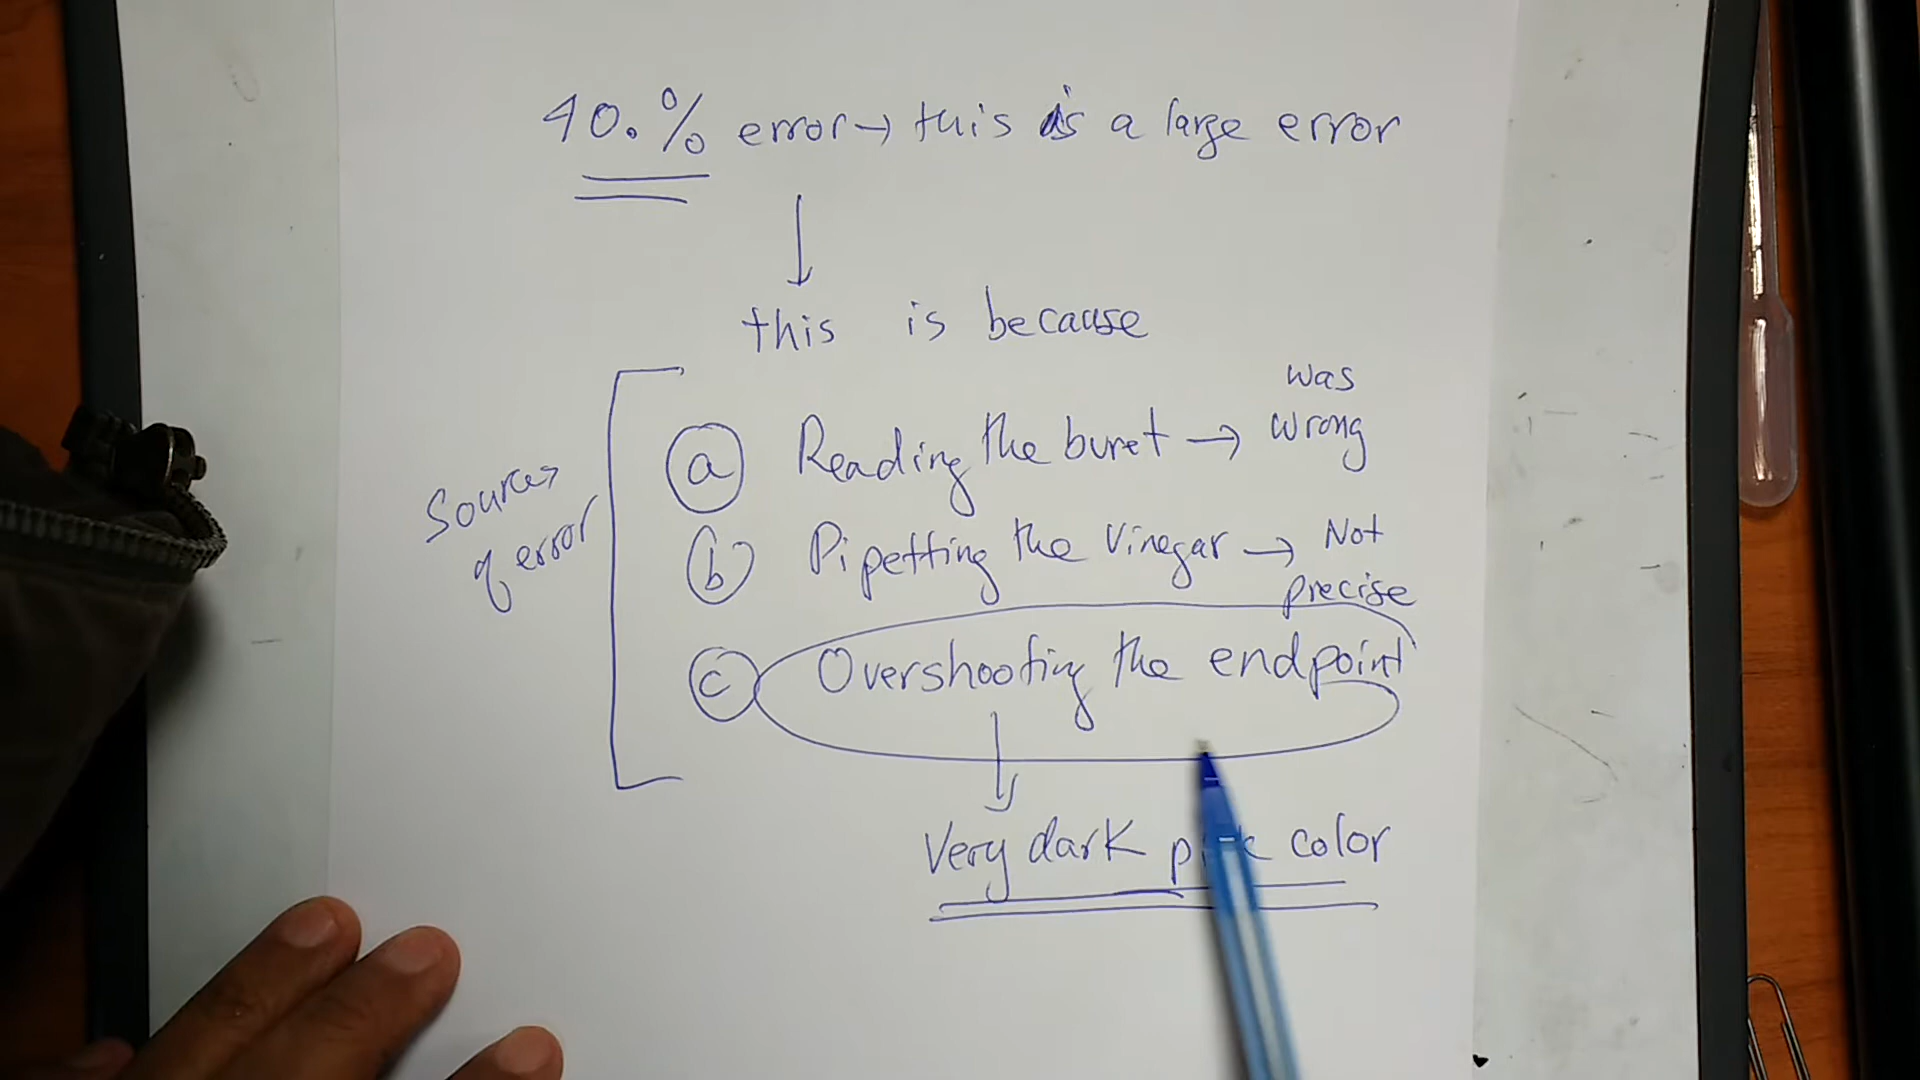 40.% error → this is a large error
↓
this is because
Sources of error
was
ⓐ Reading the buret → wrong
ⓑ Pipetting the vinegar → Not
precise
ⓒ Overshooting the endpoint
↓
Very dark color